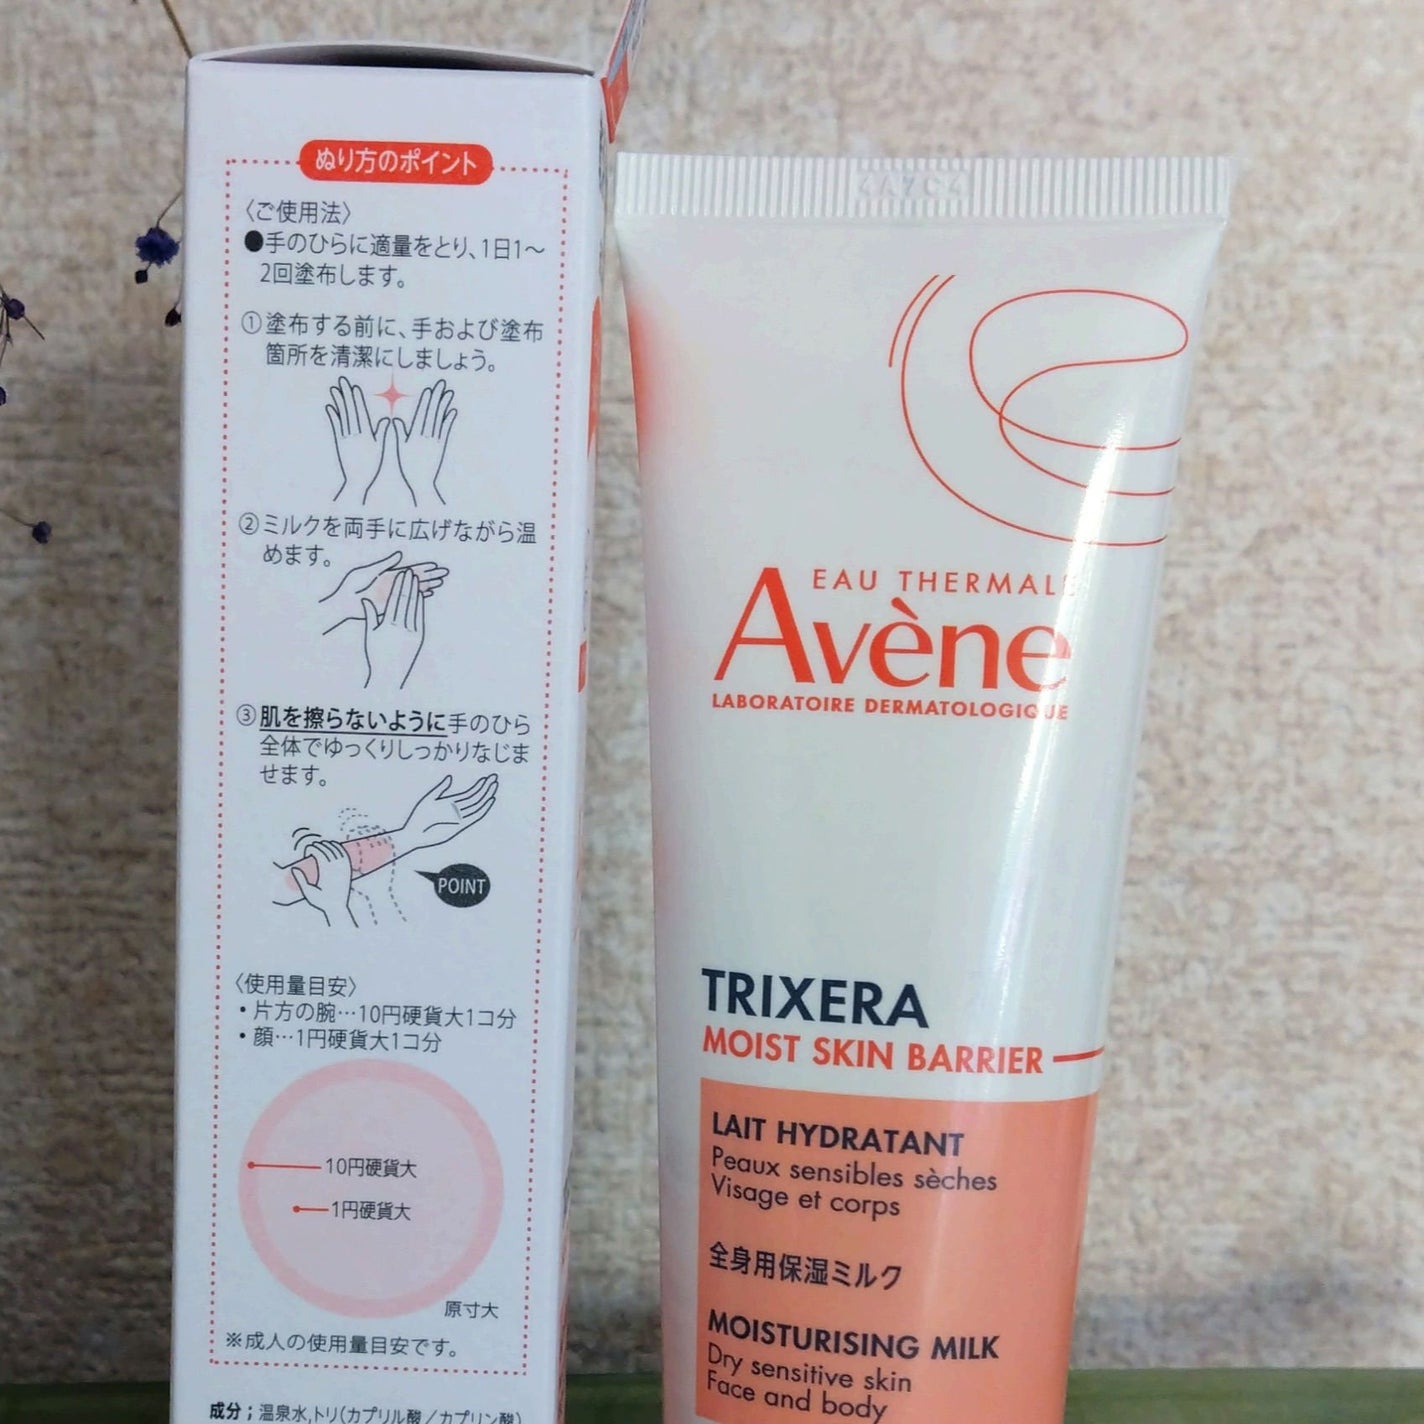 ぬり方のポイント
〈ご使用法〉
●手のひらに適量をとり、1日1〜
2回塗布します。
①塗布する前に、手および塗布
箇所を清潔にしましょう。
②ミルクを両手に広げながら温
めます。
③肌を擦らないように手のひら
全体でゆっくりしっかりなじま
せます。
POINT
〈使用量目安〉
・片方の腕…10円硬貨大1コ分
・顔…1円硬貨大1コ分
10円硬貨大
1円硬貨大
原寸大
※成人の使用量目安です。
成分；温泉水,トリ(カプリル酸／カプリン酸)
4A7C4
EAU THERMALE
Avène
LABORATOIRE DERMATOLOGIQUE
TRIXERA
MOIST SKIN BARRIER
LAIT HYDRATANT
Peaux sensibles sèches
Visage et corps
全身用保湿ミルク
MOISTURISING MILK
Dry sensitive skin
Face and body